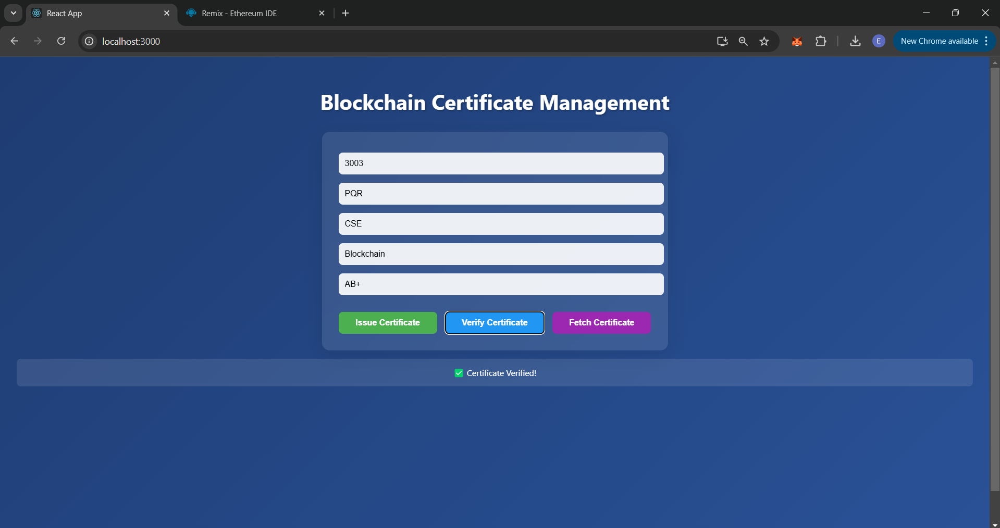 React App
Remix - Ethereum IDE
localhost:3000
E
New Chrome available
Blockchain Certificate Management
3003
PQR
CSE
Blockchain
AB+
Issue Certificate
Verify Certificate
Fetch Certificate
✅ Certificate Verified!